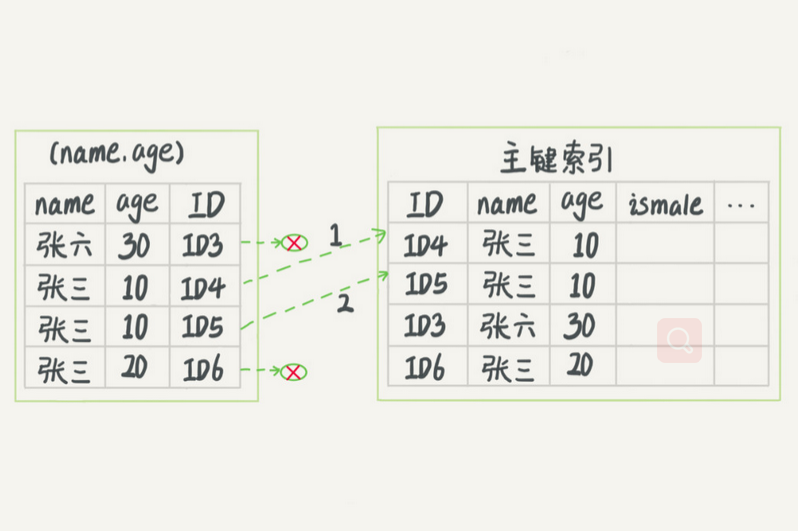 (name.age)
name age ID
张六 30 ID3
张三 10 ID4
张三 10 ID5
张三 20 ID6
1
2
主键索引
ID name age ismale ...
ID4 张三 10
ID5 张三 10
ID3 张六 30
ID6 张三 20